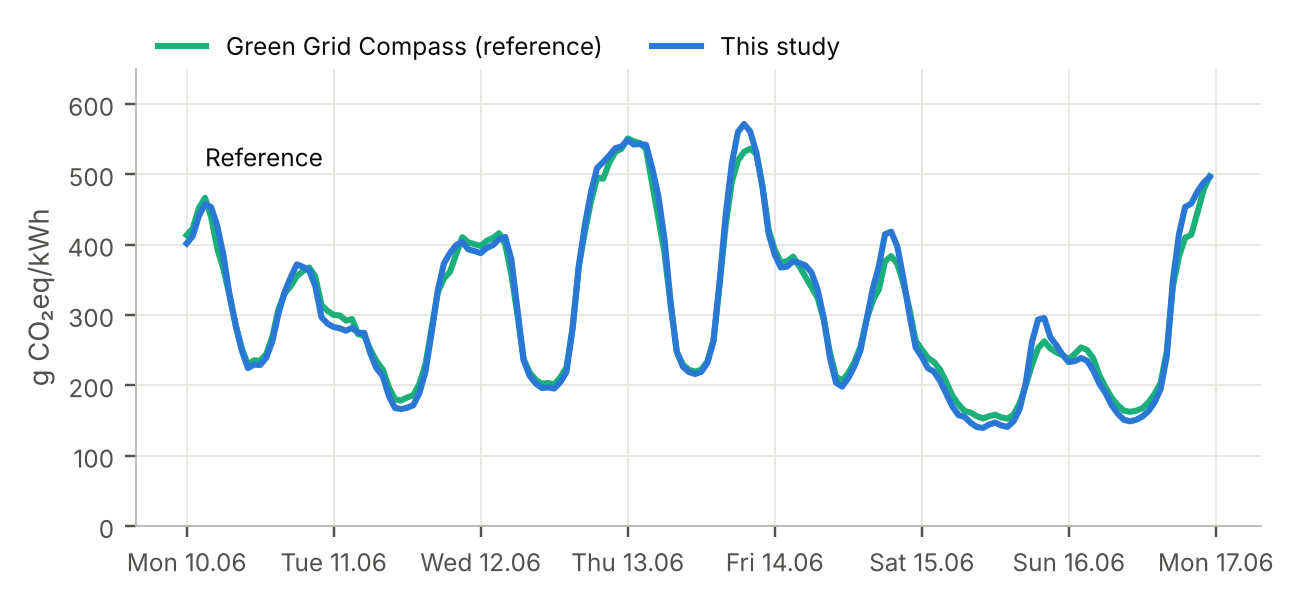 Green Grid Compass (reference) This study
Reference
g CO₂eq/kWh
600
500
400
300
200
100
0
Mon 10.06 Tue 11.06 Wed 12.06 Thu 13.06 Fri 14.06 Sat 15.06 Sun 16.06 Mon 17.06